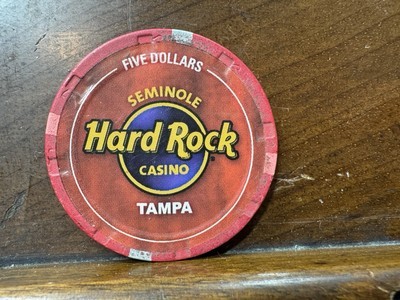 FIVE DOLLARS
SEMINOLE
Hard Rock
CASINO
TAMPA